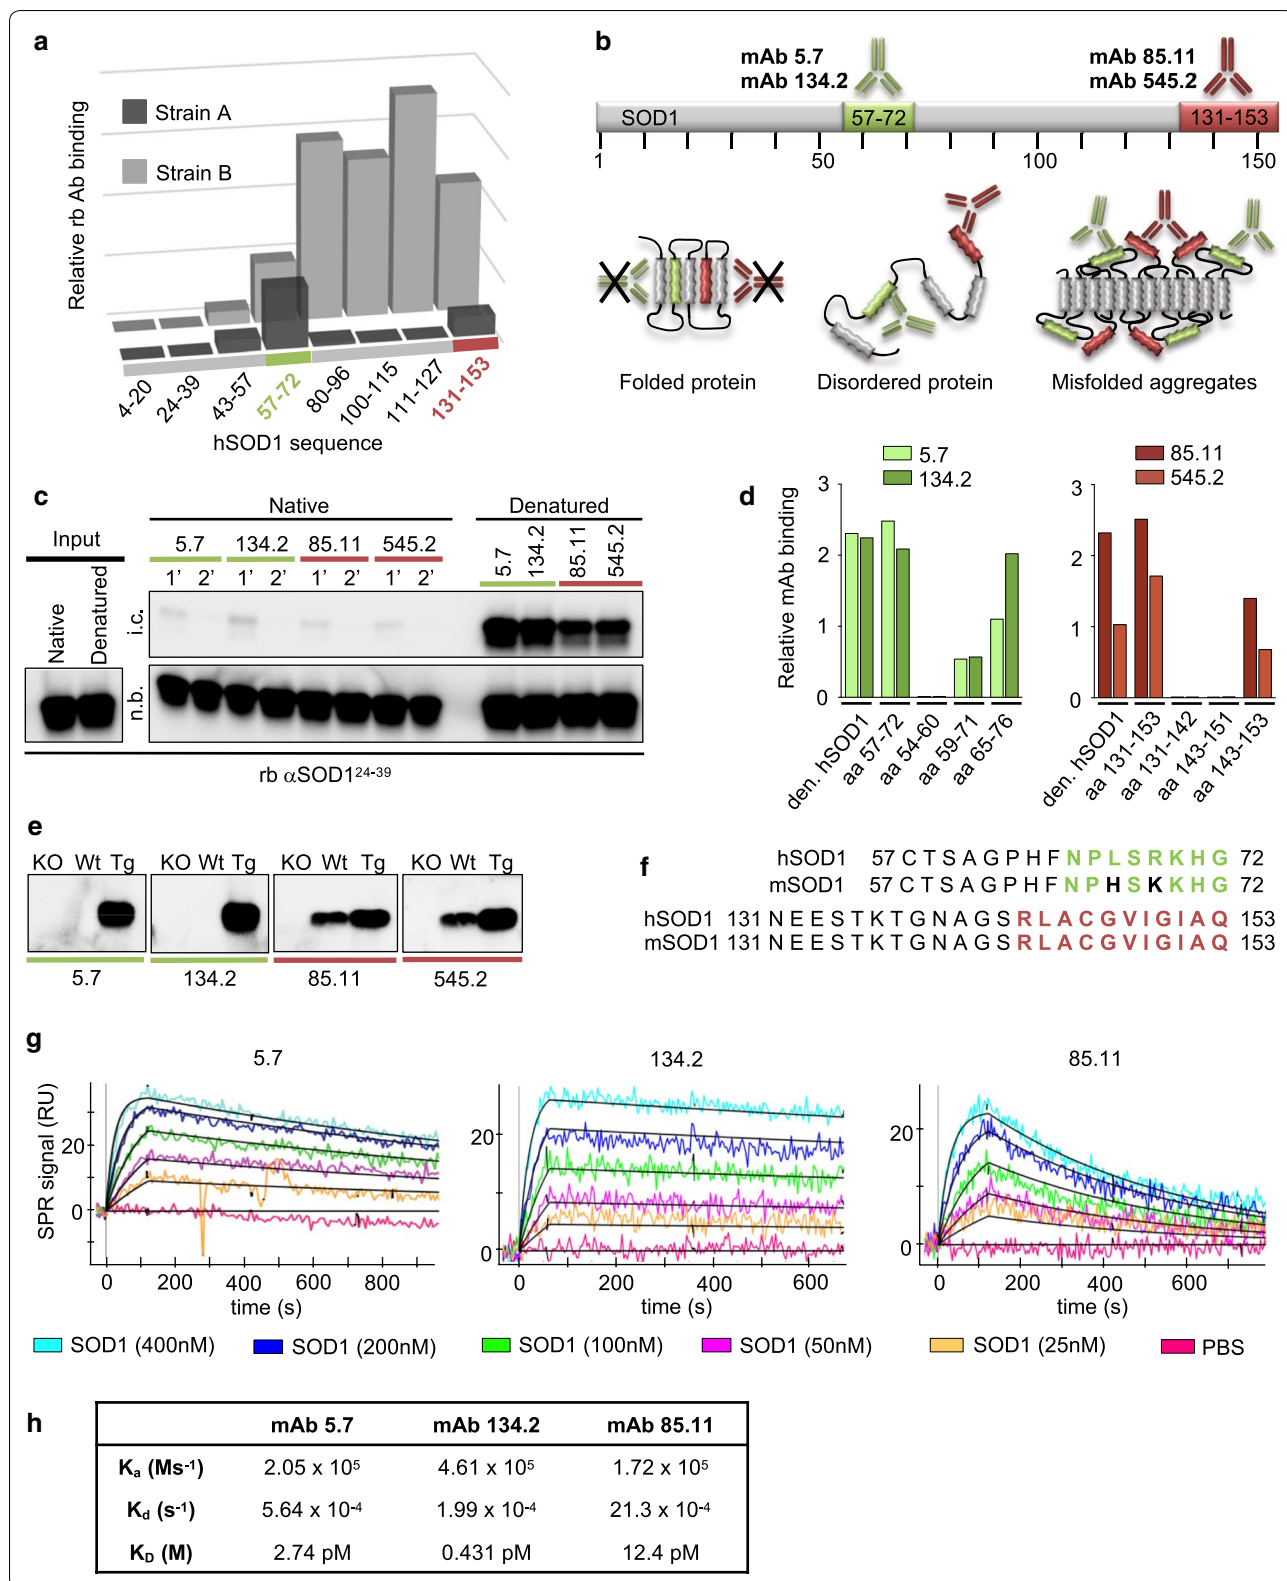 a
Relative rb Ab binding
Strain A
Strain B
4-20
24-39
43-57
57-72
80-96
100-115
111-127
131-153
hSOD1 sequence
b
mAb 5.7
mAb 134.2
mAb 85.11
mAb 545.2
SOD1
57-72
131-153
1
50
100
150
Folded protein
Disordered protein
Misfolded aggregates
c
Native
Denatured
Input
5.7
134.2
85.11
545.2
5.7
134.2
85.11
545.2
1’ 2’ 1’ 2’ 1’ 2’ 1’ 2’
Native
Denatured
i.c.
n.b.
rb αSOD1²⁴⁻³⁹
d
5.7
134.2
Relative mAb binding
3
2
1
0
den. hSOD1
aa 57-72
aa 54-60
aa 59-71
aa 65-76
85.11
545.2
3
2
1
0
den. hSOD1
aa 131-153
aa 131-142
aa 143-151
aa 143-153
e
KO Wt Tg KO Wt Tg KO Wt Tg KO Wt Tg
5.7
134.2
85.11
545.2
f
hSOD1 57 C T S A G P H F N P L S R K H G 72
mSOD1 57 C T S A G P H F N P H S K K H G 72
hSOD1 131 N E E S T K T G N A G S R L A C G V I G I A Q 153
mSOD1 131 N E E S T K T G N A G S R L A C G V I G I A Q 153
g
5.7
134.2
85.11
SPR signal (RU)
20
0
0 200 400 600 800
time (s)
20
0
0 200 400 600
time (s)
20
0
0 200 400 600
time (s)
SOD1 (400nM)
SOD1 (200nM)
SOD1 (100nM)
SOD1 (50nM)
SOD1 (25nM)
PBS
h
mAb 5.7 mAb 134.2 mAb 85.11
Kₐ (Ms⁻¹) 2.05 x 10⁵ 4.61 x 10⁵ 1.72 x 10⁵
K_d (s⁻¹) 5.64 x 10⁻⁴ 1.99 x 10⁻⁴ 21.3 x 10⁻⁴
K_D (M) 2.74 pM 0.431 pM 12.4 pM